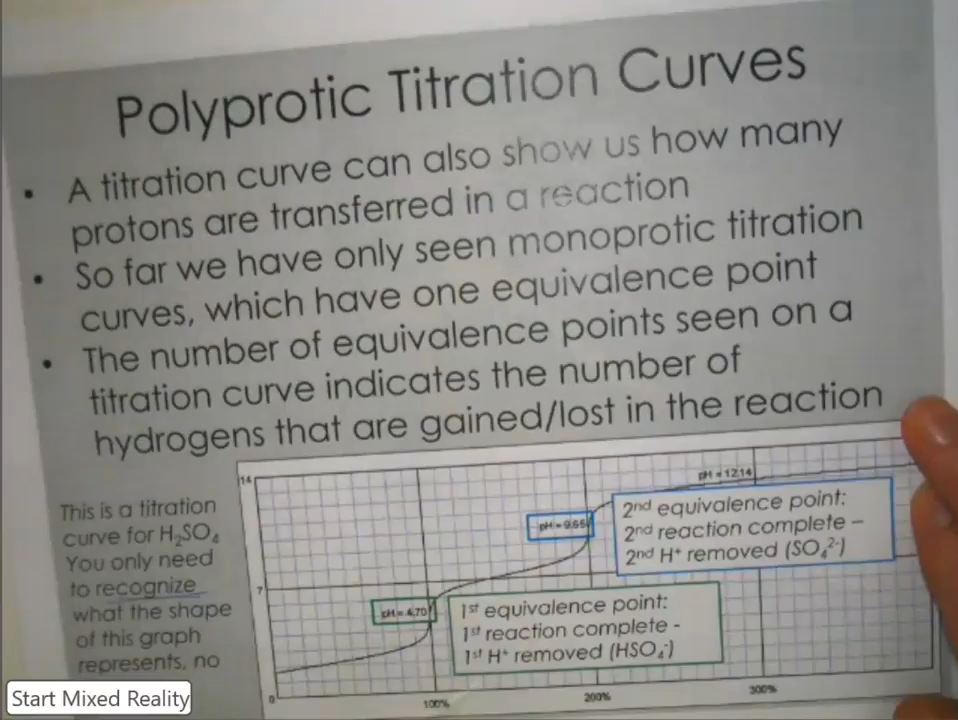 Polyprotic Titration Curves
• A titration curve can also show us how many
protons are transferred in a reaction
• So far we have only seen monoprotic titration
curves, which have one equivalence point
• The number of equivalence points seen on a
titration curve indicates the number of
hydrogens that are gained/lost in the reaction
This is a titration
curve for H₂SO₄
You only need
to recognize
what the shape
of this graph
represents, no
14
pH = 12.14
2nd equivalence point:
2nd reaction complete –
2nd H⁺ removed (SO₄²⁻)
pH = 9.65
7
pH = 4.70
1st equivalence point:
1st reaction complete -
1st H⁺ removed (HSO₄⁻)
0
100%
200%
300%
Start Mixed Reality